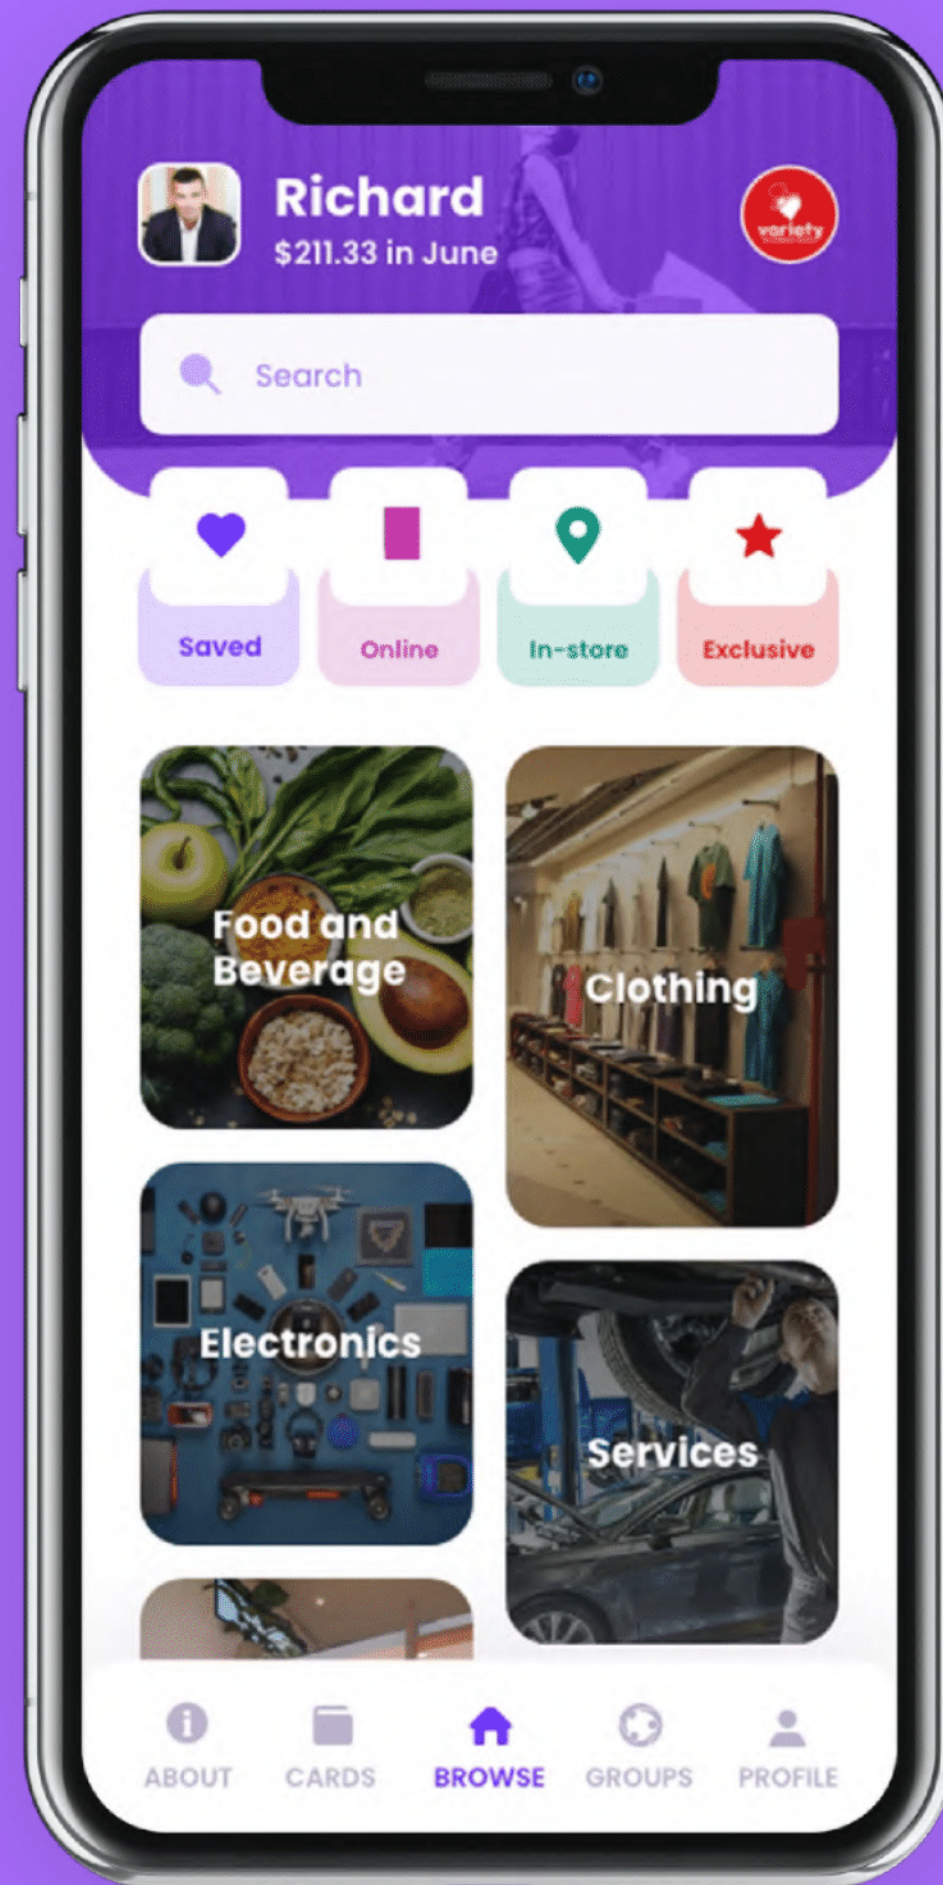 Richard
$211.33 in June
variety
Search
Saved
Online
In-store
Exclusive
Food and
Beverage
Clothing
Electronics
Services
ABOUT
CARDS
BROWSE
GROUPS
PROFILE